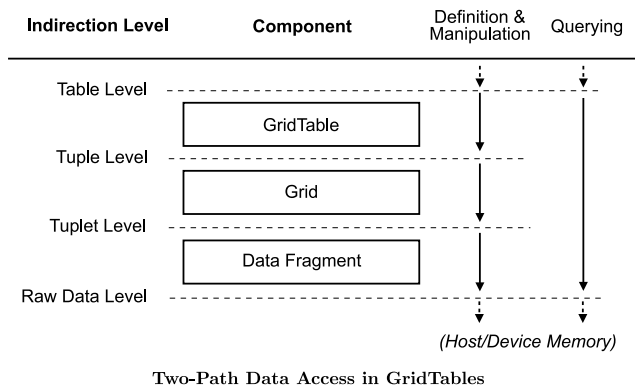 Indirection Level Component Definition & Manipulation Querying
Table Level
GridTable
Tuple Level
Grid
Tuplet Level
Data Fragment
Raw Data Level
(Host/Device Memory)
Two-Path Data Access in GridTables